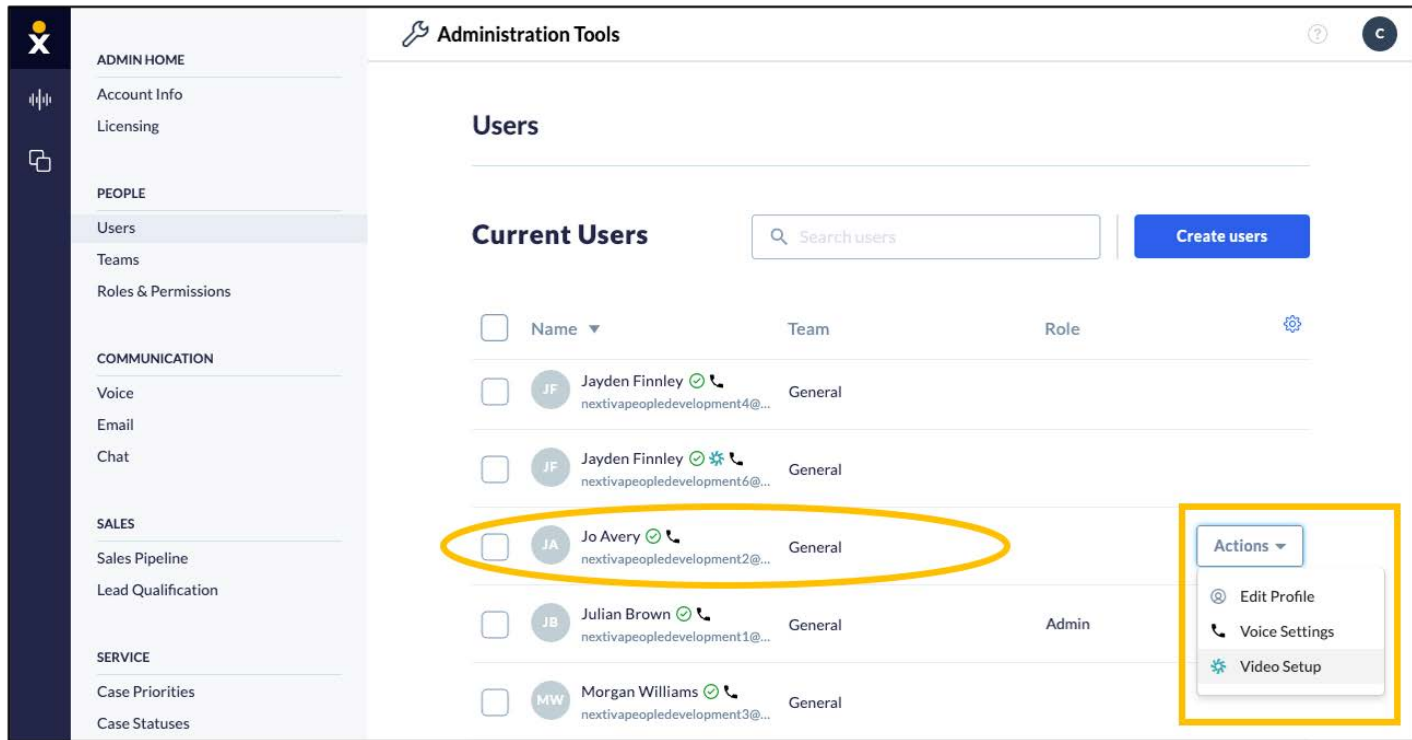 Administration Tools
?
C
ADMIN HOME
Account Info
Licensing
PEOPLE
Users
Teams
Roles & Permissions
COMMUNICATION
Voice
Email
Chat
SALES
Sales Pipeline
Lead Qualification
SERVICE
Case Priorities
Case Statuses
Users
Current Users
Search users
Create users
Name Team Role
JF Jayden Finnley General
nextivapeopledevelopment4@...
JF Jayden Finnley General
nextivapeopledevelopment6@...
JA Jo Avery General
nextivapeopledevelopment2@...
JB Julian Brown General Admin
nextivapeopledevelopment1@...
MW Morgan Williams General
nextivapeopledevelopment3@...
Actions
Edit Profile
Voice Settings
Video Setup